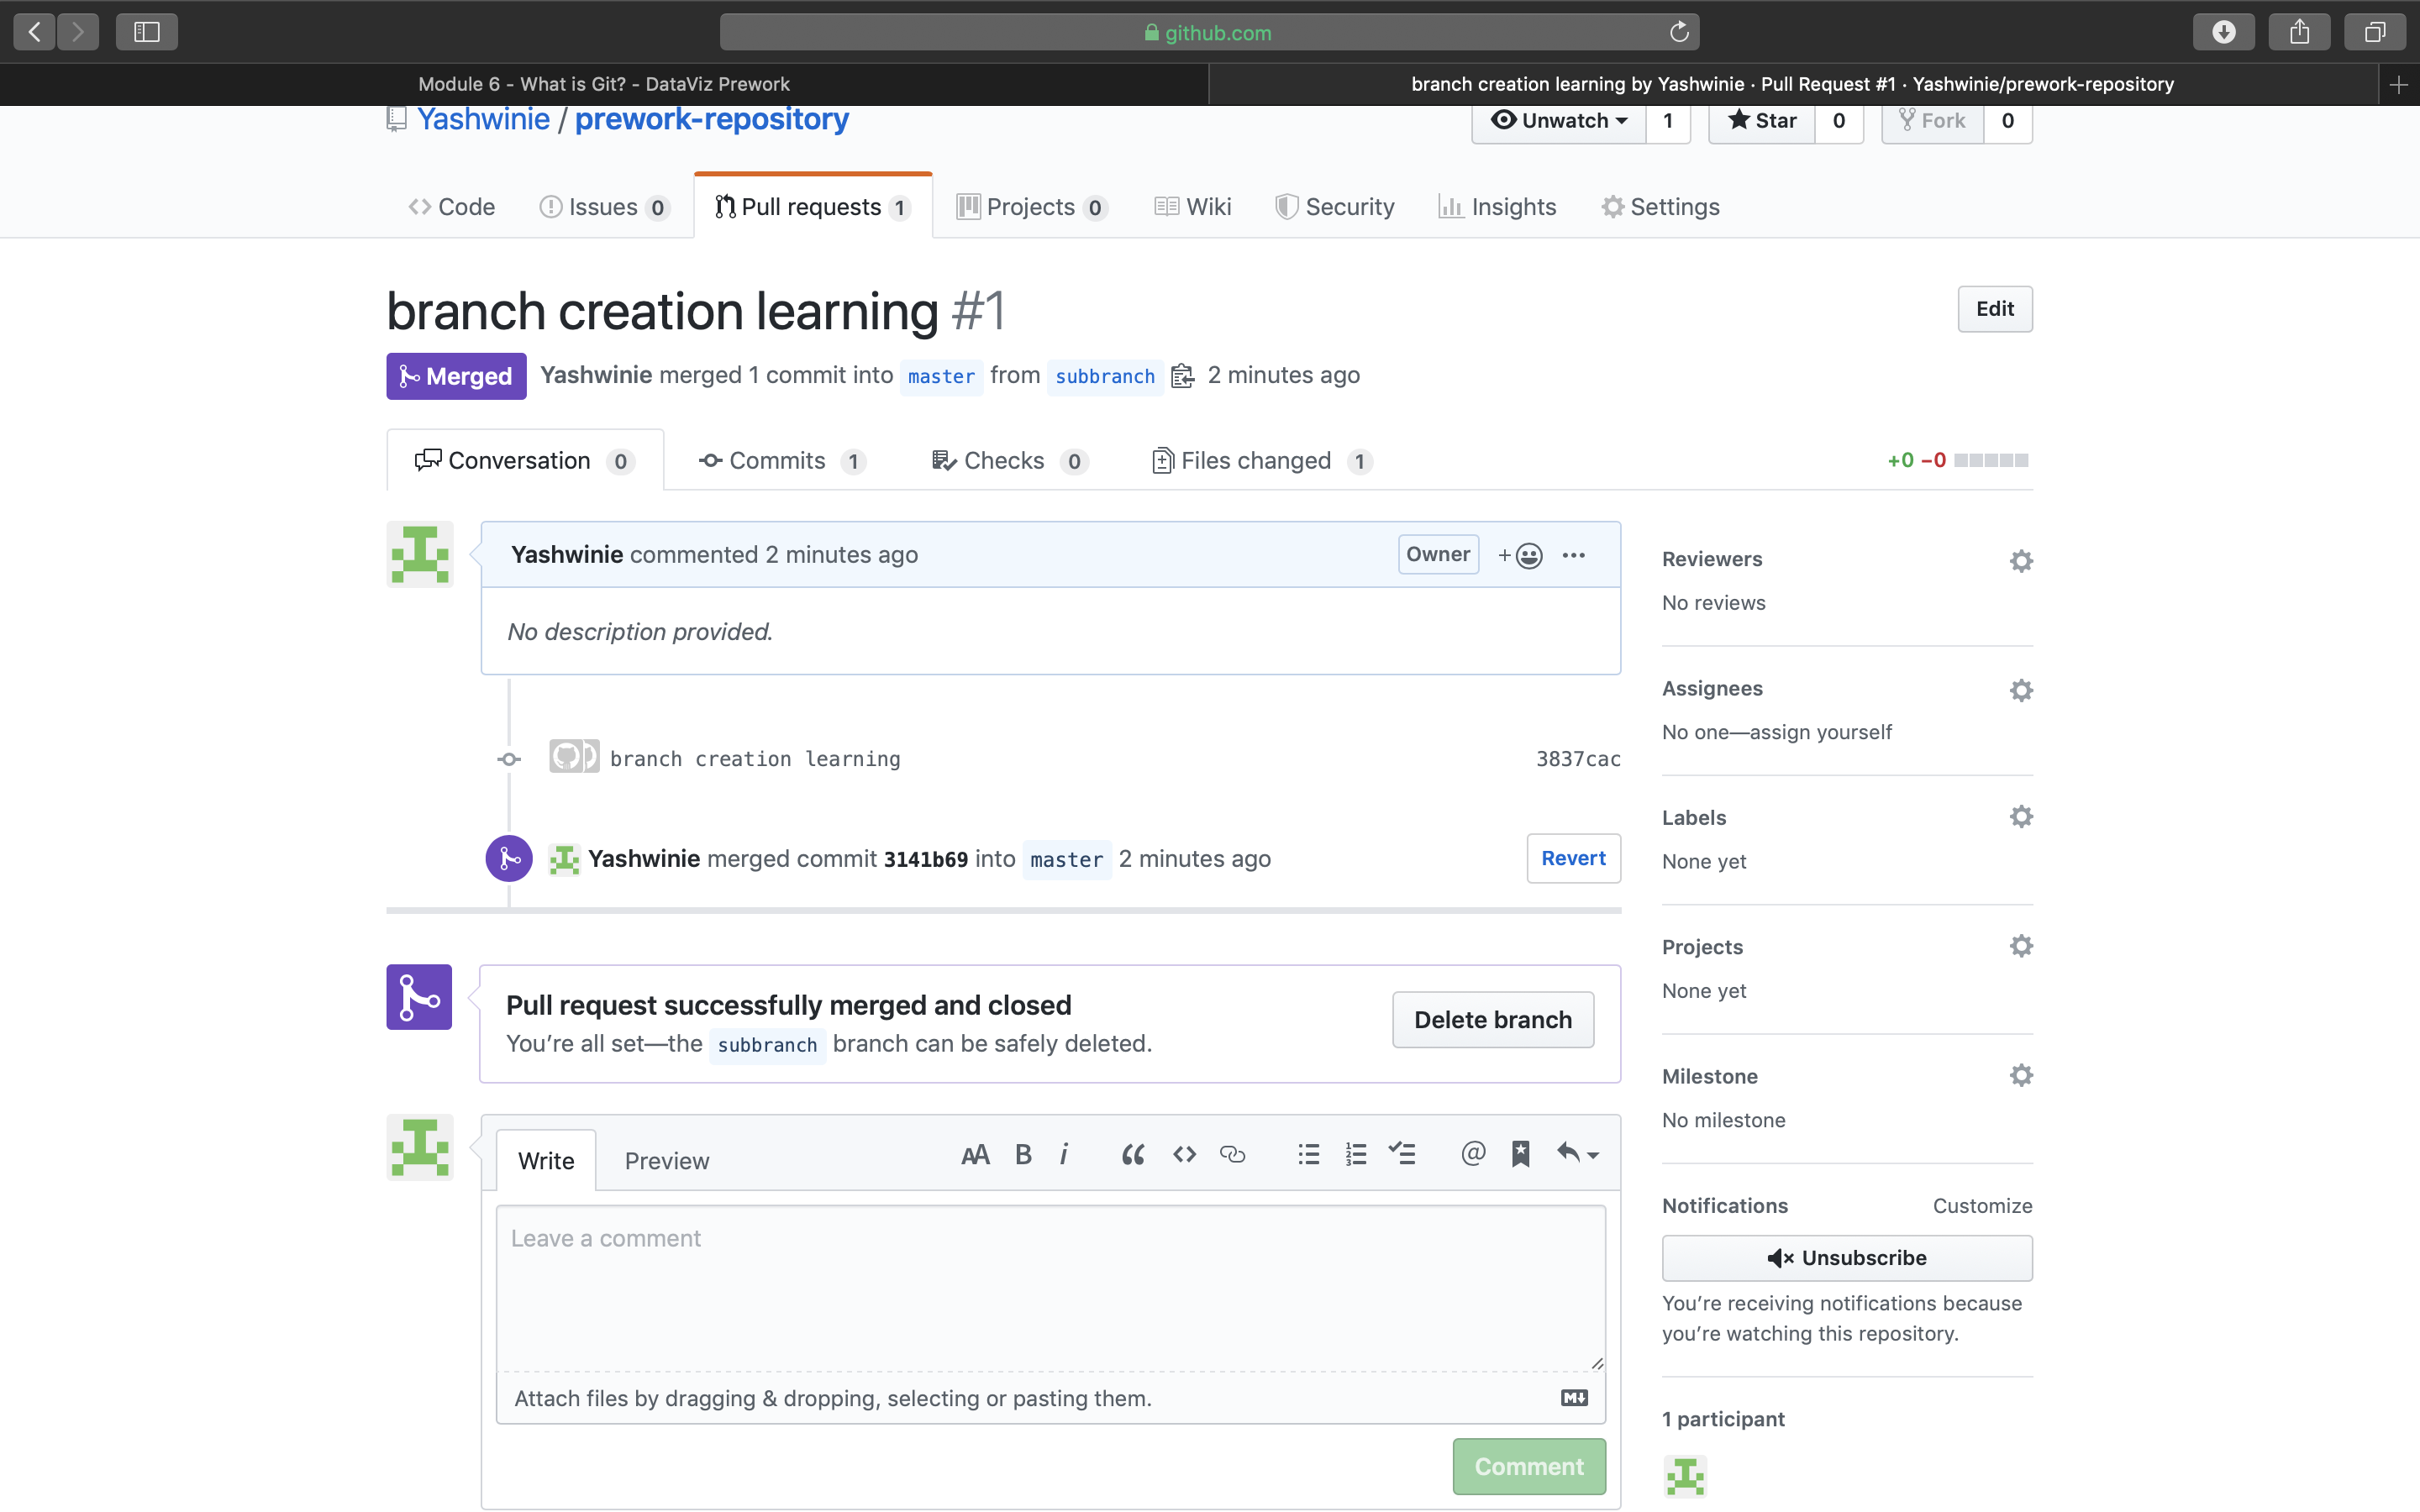 github.com
Module 6 - What is Git? - DataViz Prework
branch creation learning by Yashwinie · Pull Request #1 · Yashwinie/prework-repository
Yashwinie / prework-repository
Unwatch 1 Star 0 Fork 0
Code Issues 0 Pull requests 1 Projects 0 Wiki Security Insights Settings
branch creation learning #1
Edit
Merged Yashwinie merged 1 commit into master from subbranch 2 minutes ago
Conversation 0 Commits 1 Checks 0 Files changed 1
+0 −0
Yashwinie commented 2 minutes ago Owner
No description provided.
branch creation learning 3837cac
Yashwinie merged commit 3141b69 into master 2 minutes ago Revert
Pull request successfully merged and closed
You’re all set—the subbranch branch can be safely deleted.
Delete branch
Write Preview
Leave a comment
Attach files by dragging & dropping, selecting or pasting them.
Comment
Reviewers
No reviews
Assignees
No one—assign yourself
Labels
None yet
Projects
None yet
Milestone
No milestone
Notifications Customize
Unsubscribe
You’re receiving notifications because
you’re watching this repository.
1 participant